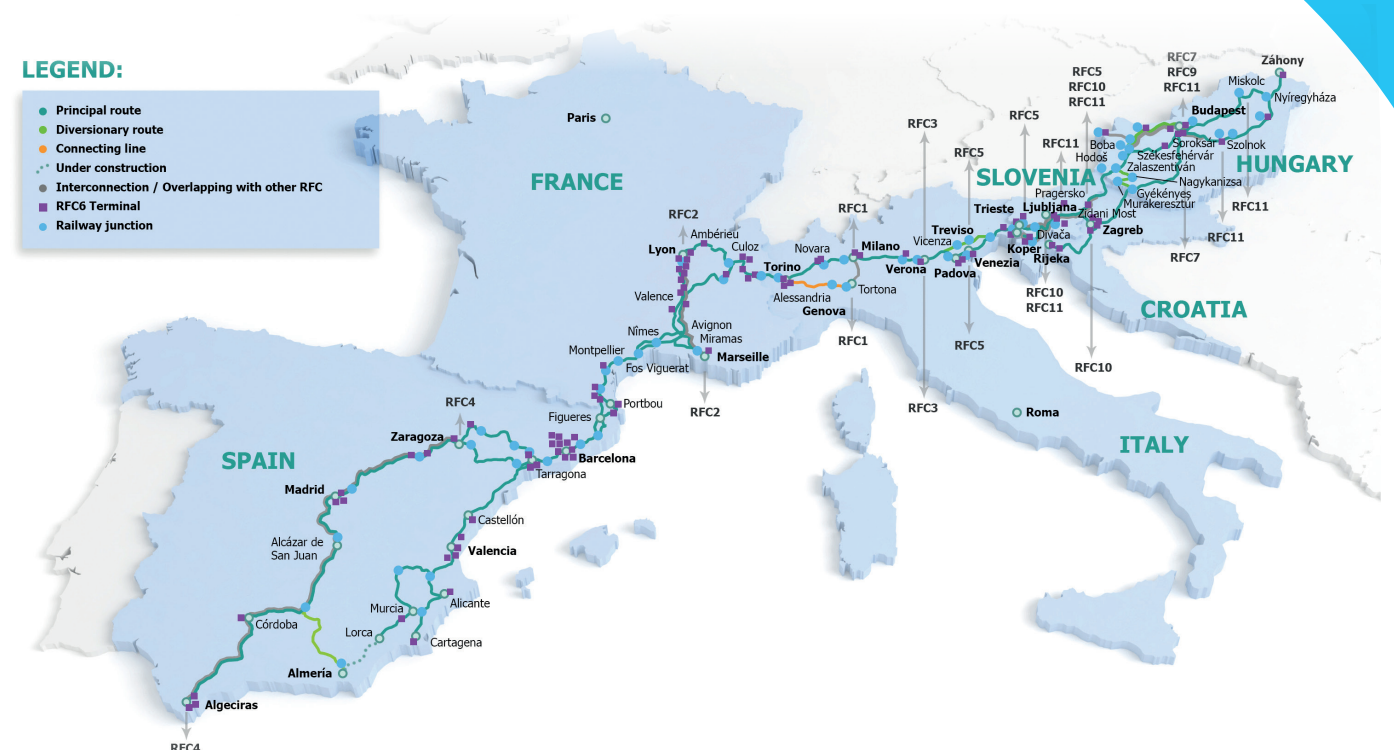 LEGEND:
Principal route
Diversionary route
Connecting line
Under construction
Interconnection / Overlapping with other RFC
RFC6 Terminal
Railway junction
Paris
FRANCE
RFC2
Ambérieu
Lyon
Culoz
Valence
Avignon
Nîmes
Miramas
Montpellier
Marseille
Fos Viguerat
RFC2
Portbou
Figueres
RFC4
Zaragoza
Barcelona
SPAIN
Tarragona
Madrid
Castellón
Alcázar de
San Juan
Valencia
Murcia
Alicante
Córdoba
Lorca
Cartagena
Almería
Algeciras
RFC4
RFC1
Novara
Milano
Torino
Alessandria
Tortona
Genova
RFC1
RFC3
RFC5
Treviso
Vicenza
Verona
Padova
Venezia
RFC5
RFC3
Roma
ITALY
RFC5
RFC11
SLOVENIA
Trieste
Ljubljana
Pragersko
Zidani Most
Divača
Koper
Rijeka
Zagreb
RFC10
RFC11
RFC10
CROATIA
RFC5
RFC10
RFC11
RFC7
RFC9
RFC11
Záhony
Miskolc
Nyíregyháza
Budapest
Boba
Soroksár
Szolnok
Hodoš
Székesfehérvár
Zalaszentiván
HUNGARY
Nagykanizsa
Gyékényes
Murakeresztúr
RFC11
RFC11
RFC7